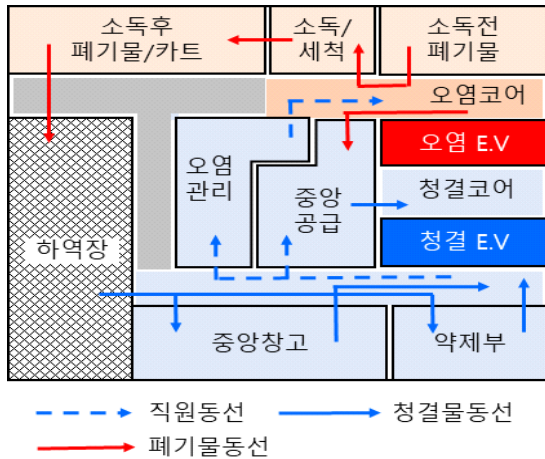 소독후
폐기물/카트
소독/
세척
소독전
폐기물
오염코어
오염 E.V
오염
관리
중앙
공급
청결코어
하역장
청결 E.V
중앙창고
약제부
직원동선
청결물동선
폐기물동선